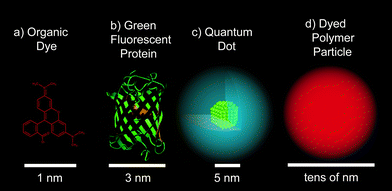 a) Organic
Dye
b) Green
Fluorescent
Protein
c) Quantum
Dot
d) Dyed
Polymer
Particle
1 nm
3 nm
5 nm
tens of nm